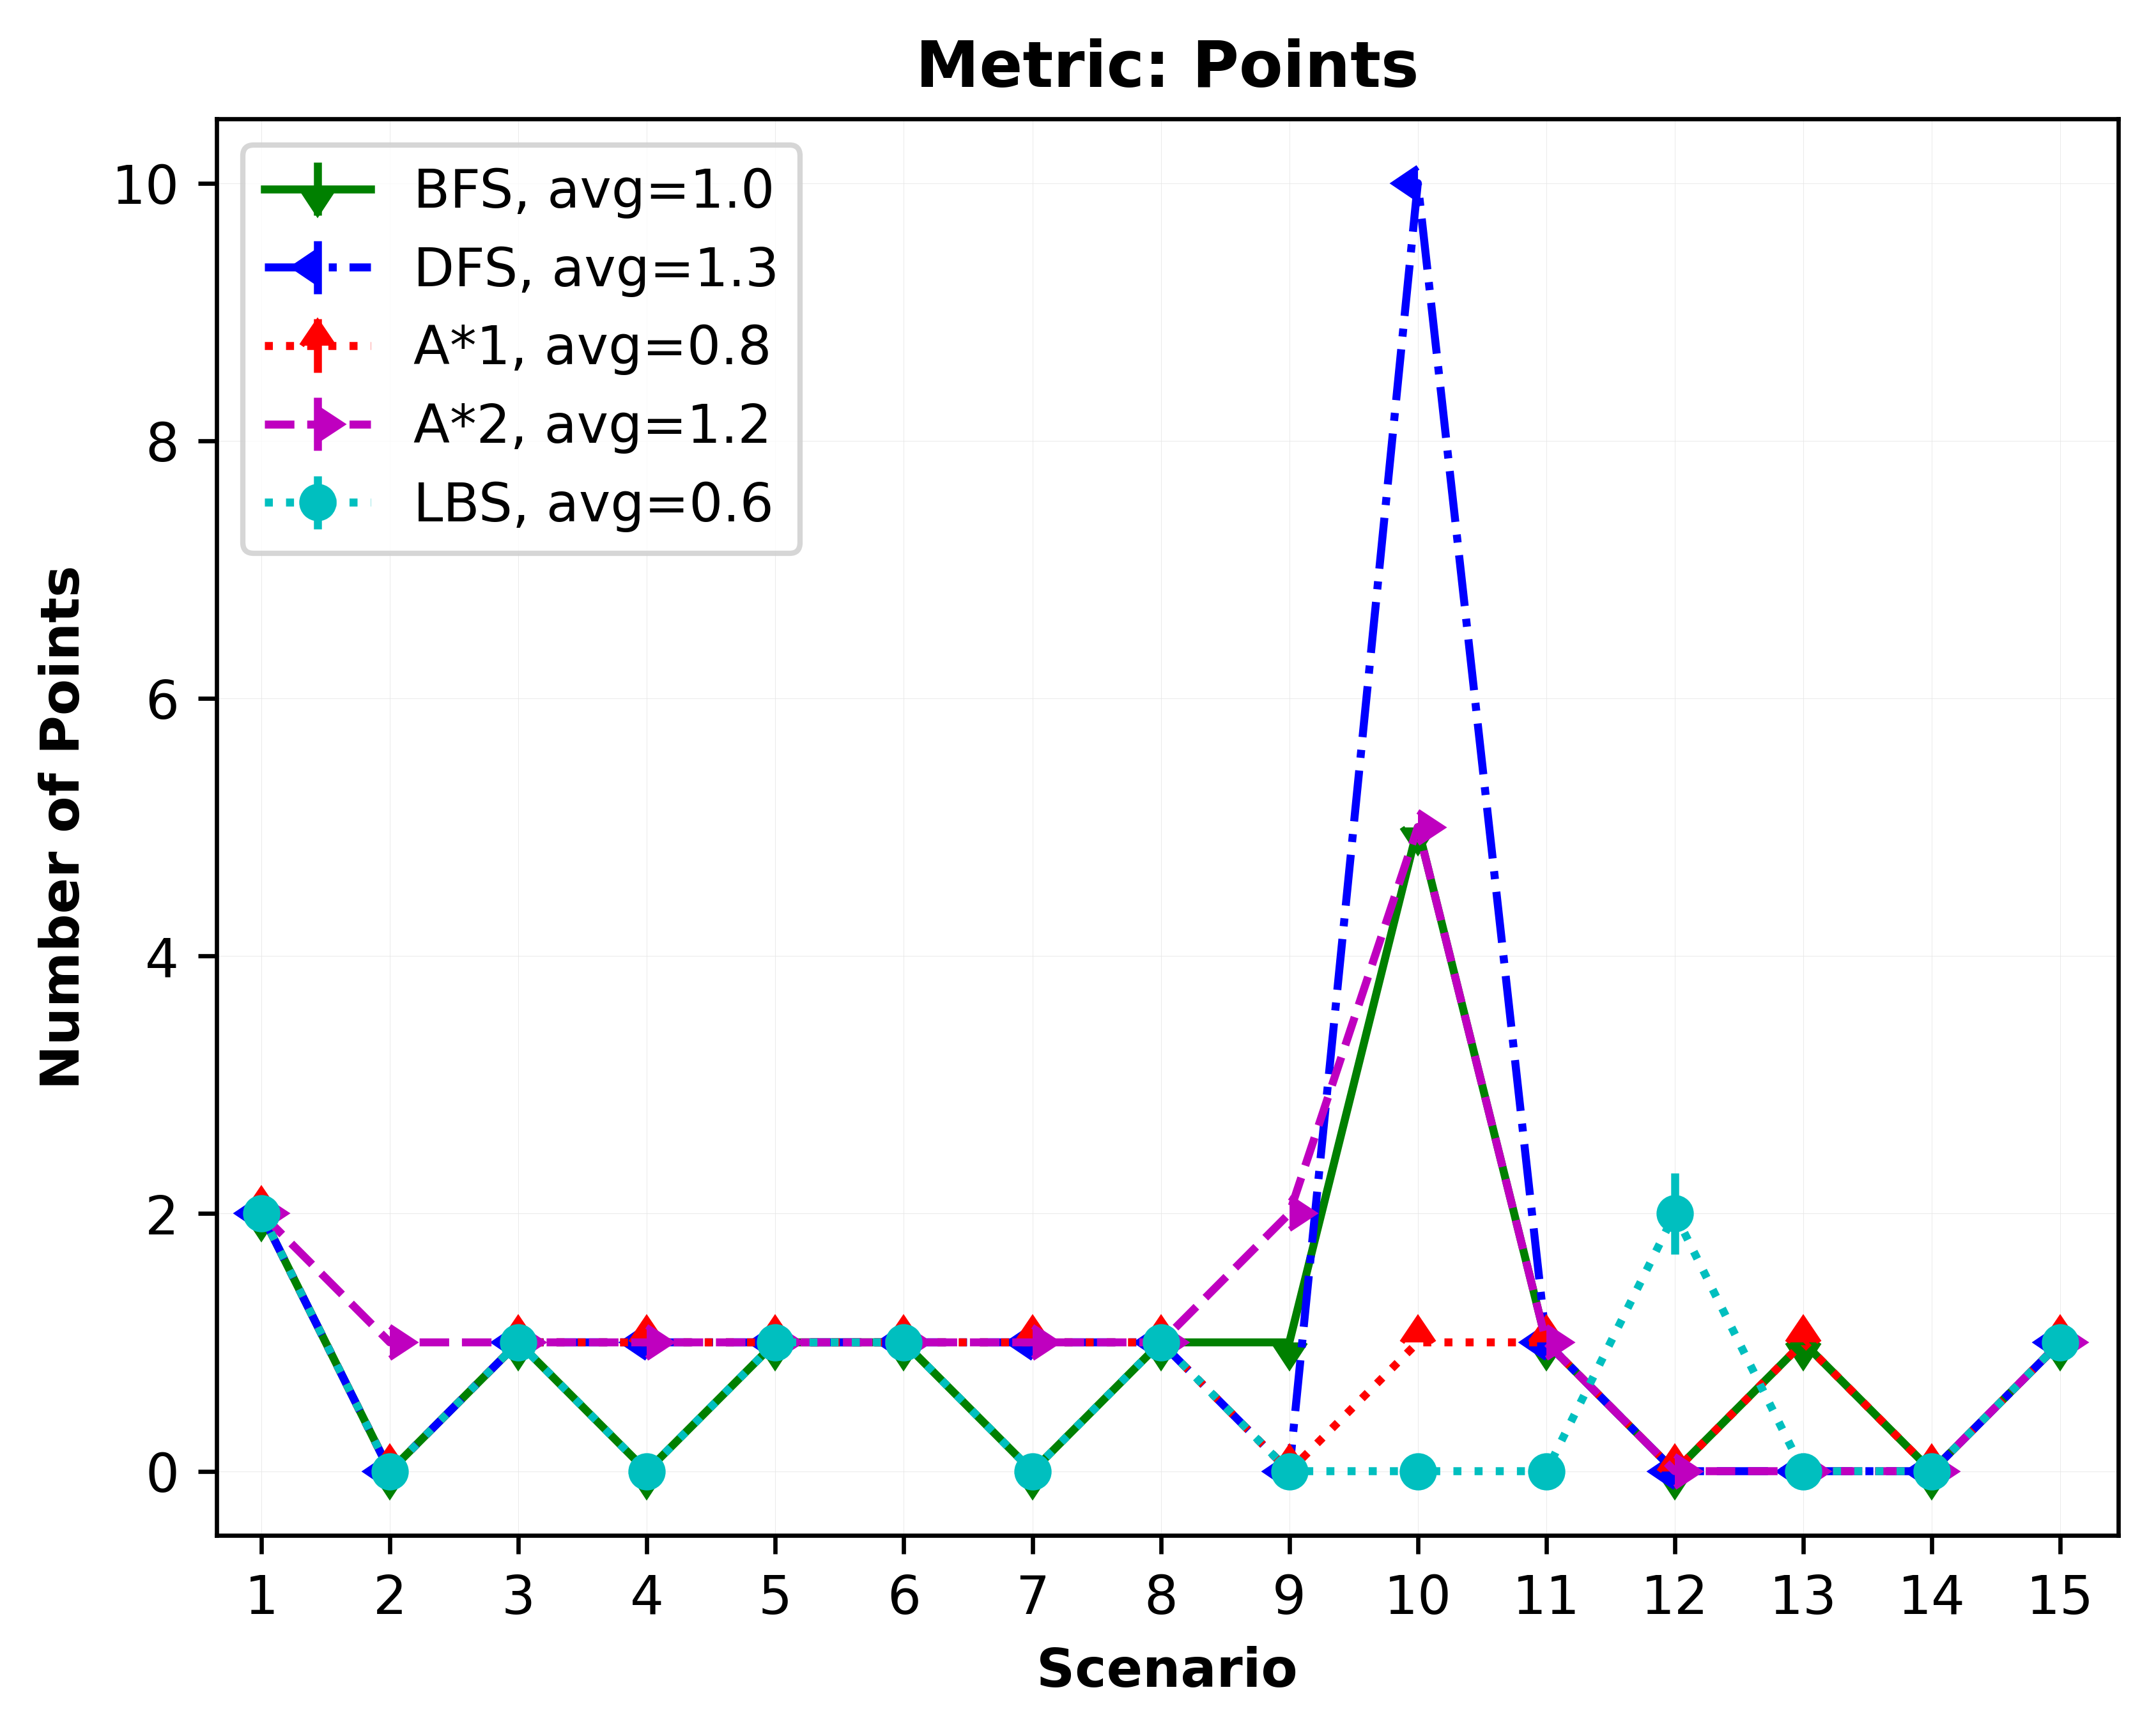 Metric: Points
BFS, avg=1.0
DFS, avg=1.3
A*1, avg=0.8
A*2, avg=1.2
LBS, avg=0.6
Number of Points
10
8
6
4
2
0
1 2 3 4 5 6 7 8 9 10 11 12 13 14 15
Scenario